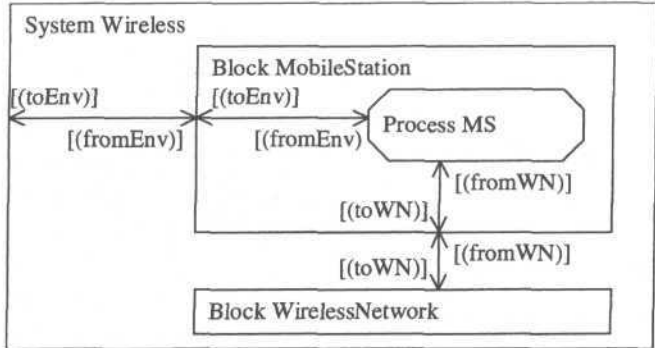 System Wireless
Block MobileStation
[(toEnv)]
[(toEnv)]
Process MS
[(fromEnv)]
[(fromEnv)
[(fromWN)]
[(toWN)]
[(fromWN)]
[(toWN)]
Block WirelessNetwork